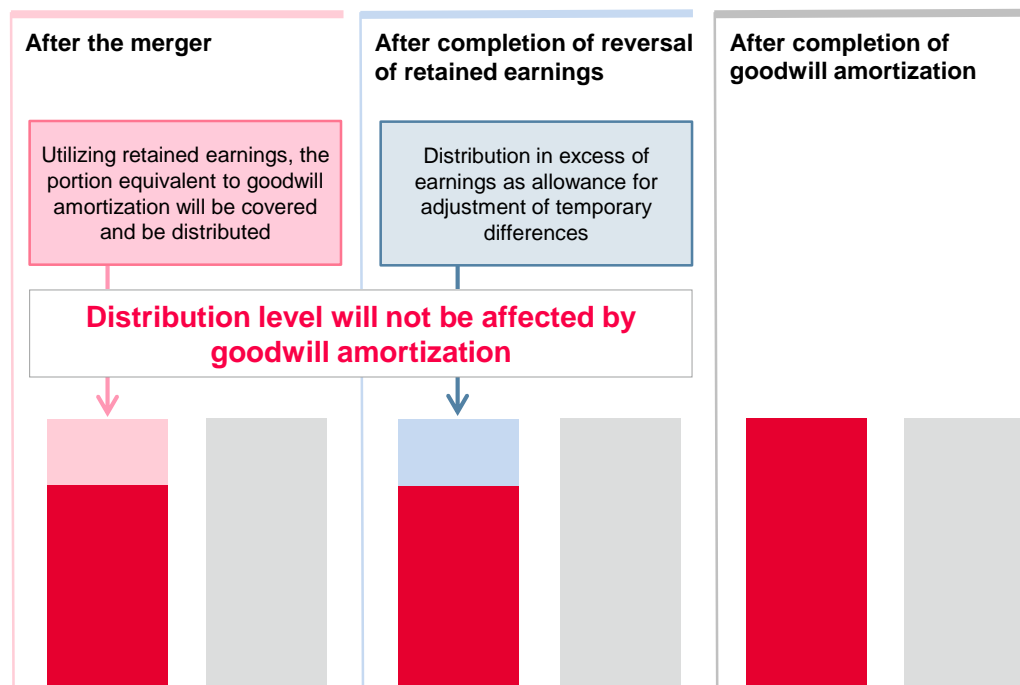 After the merger
After completion of reversal
of retained earnings
After completion of
goodwill amortization
Utilizing retained earnings, the
portion equivalent to goodwill
amortization will be covered
and be distributed
Distribution in excess of
earnings as allowance for
adjustment of temporary
differences
Distribution level will not be affected by
goodwill amortization